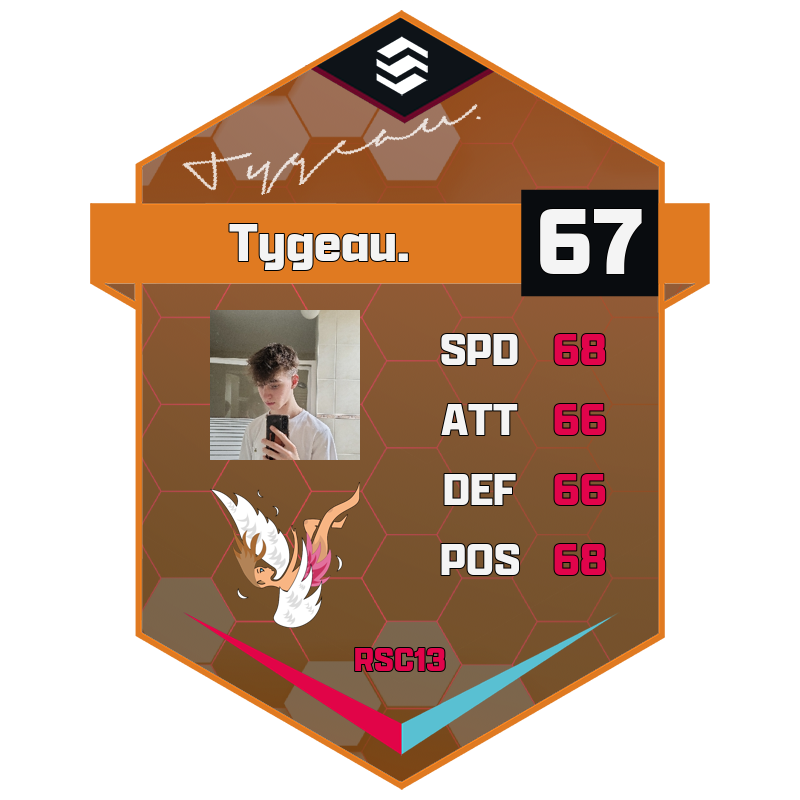 Tygeau.
Tygeau.
67
SPD 68
ATT 66
DEF 66
POS 68
RSC13